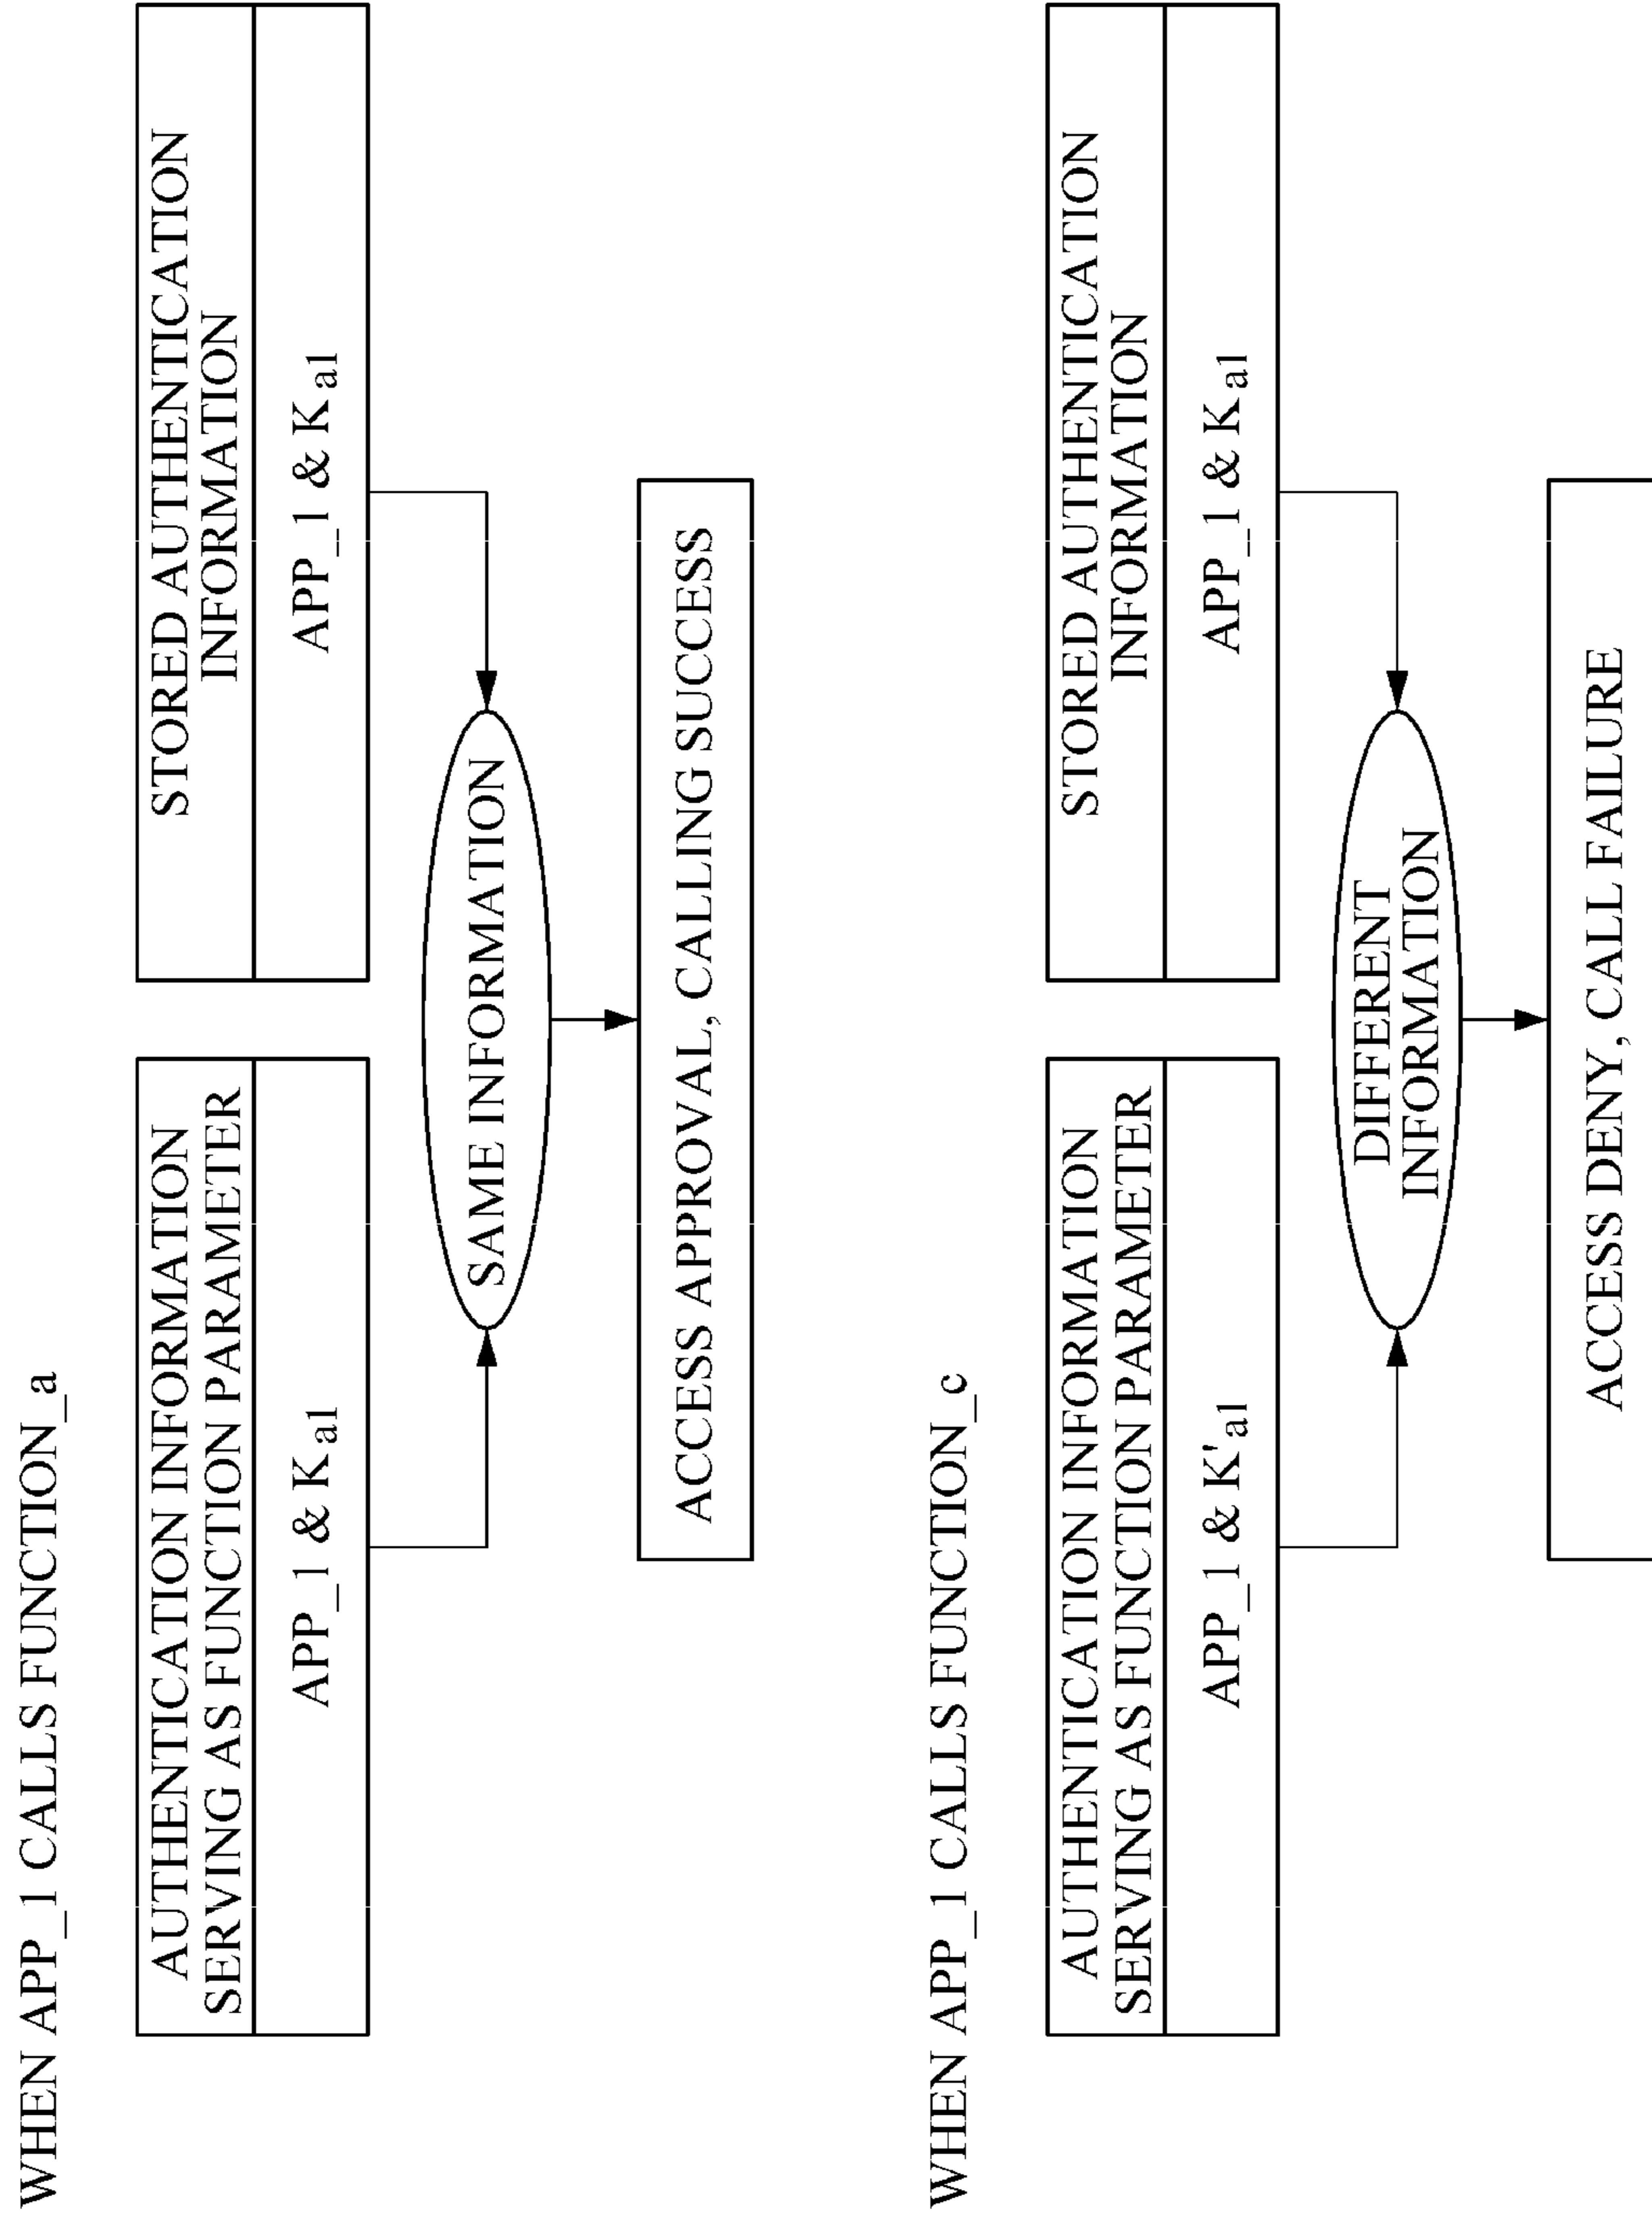 WHEN APP_1 CALLS FUNCTION_a
AUTHENTICATION INFORMATION
SERVING AS FUNCTION PARAMETER
APP_1 & Ka1
STORED AUTHENTICATION
INFORMATION
APP_1 & Ka1
SAME INFORMATION
ACCESS APPROVAL, CALLING SUCCESS
WHEN APP_1 CALLS FUNCTION_c
AUTHENTICATION INFORMATION
SERVING AS FUNCTION PARAMETER
APP_1 & K'a1
STORED AUTHENTICATION
INFORMATION
APP_1 & Ka1
DIFFERENT
INFORMATION
ACCESS DENY, CALL FAILURE